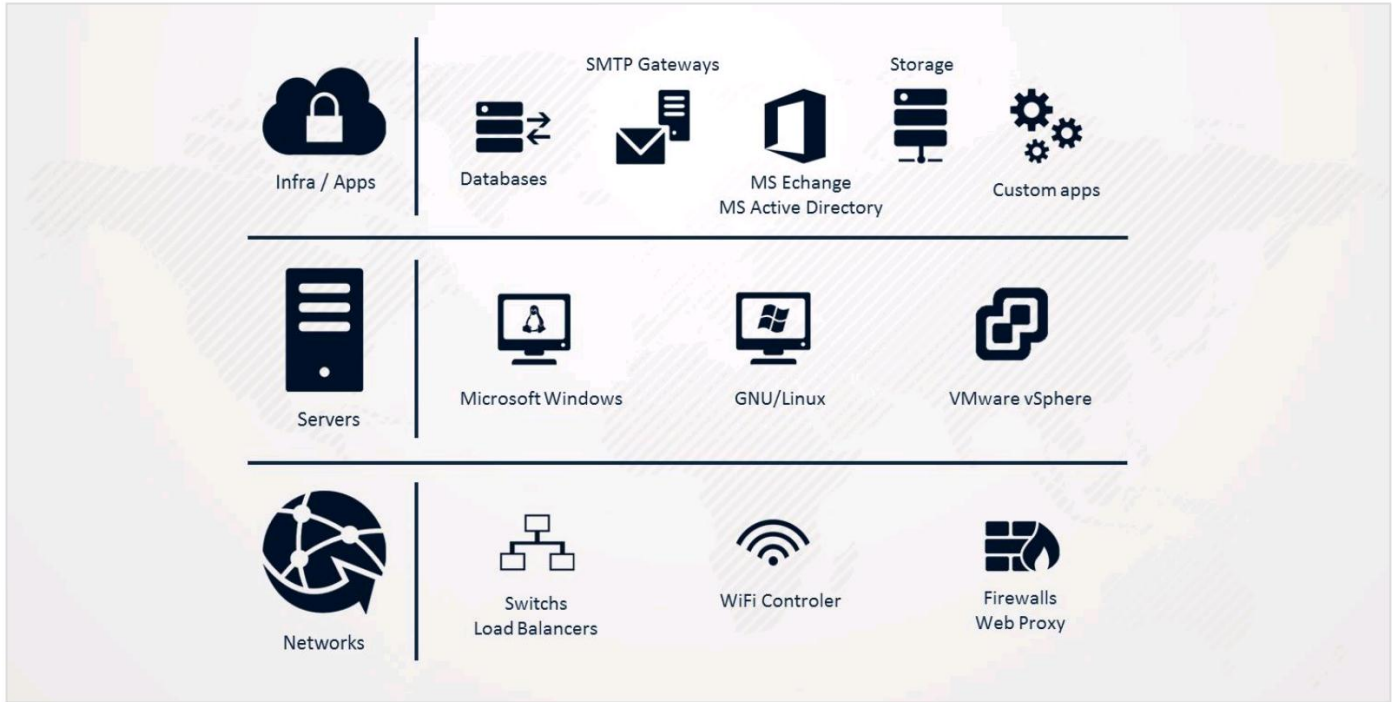 SMTP Gateways
Storage
Infra / Apps
Databases
MS Echange
MS Active Directory
Custom apps
Servers
Microsoft Windows
GNU/Linux
VMware vSphere
Networks
Switchs
Load Balancers
WiFi Controler
Firewalls
Web Proxy